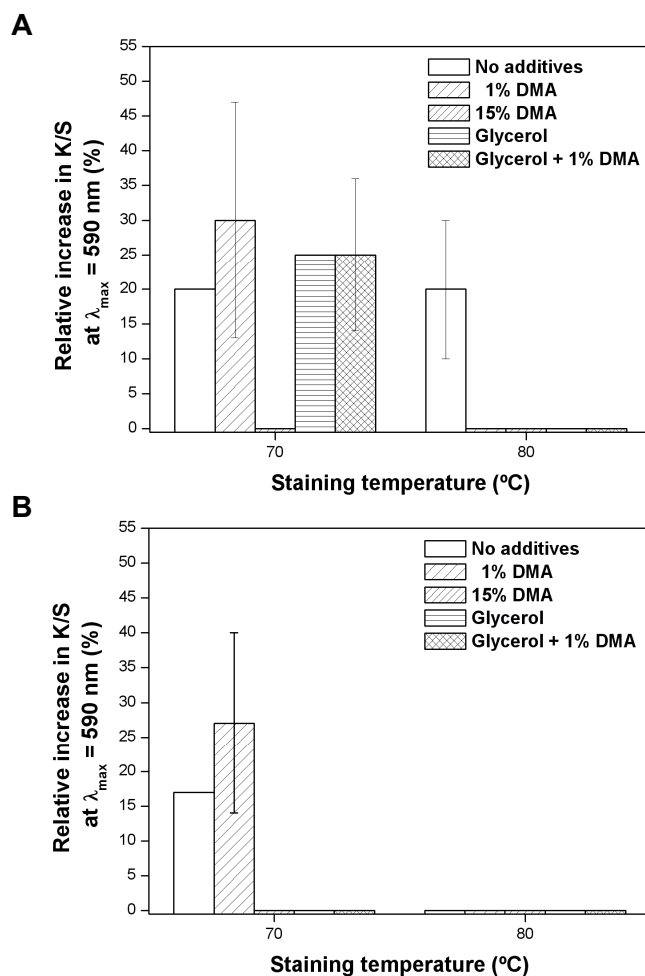 A
Relative increase in K/S
at λmax = 590 nm (%)
55
50
45
40
35
30
25
20
15
10
5
0
No additives
1% DMA
15% DMA
Glycerol
Glycerol + 1% DMA
70
80
Staining temperature (ºC)
B
Relative increase in K/S
at λmax = 590 nm (%)
55
50
45
40
35
30
25
20
15
10
5
0
No additives
1% DMA
15% DMA
Glycerol
Glycerol + 1% DMA
70
80
Staining temperature (ºC)